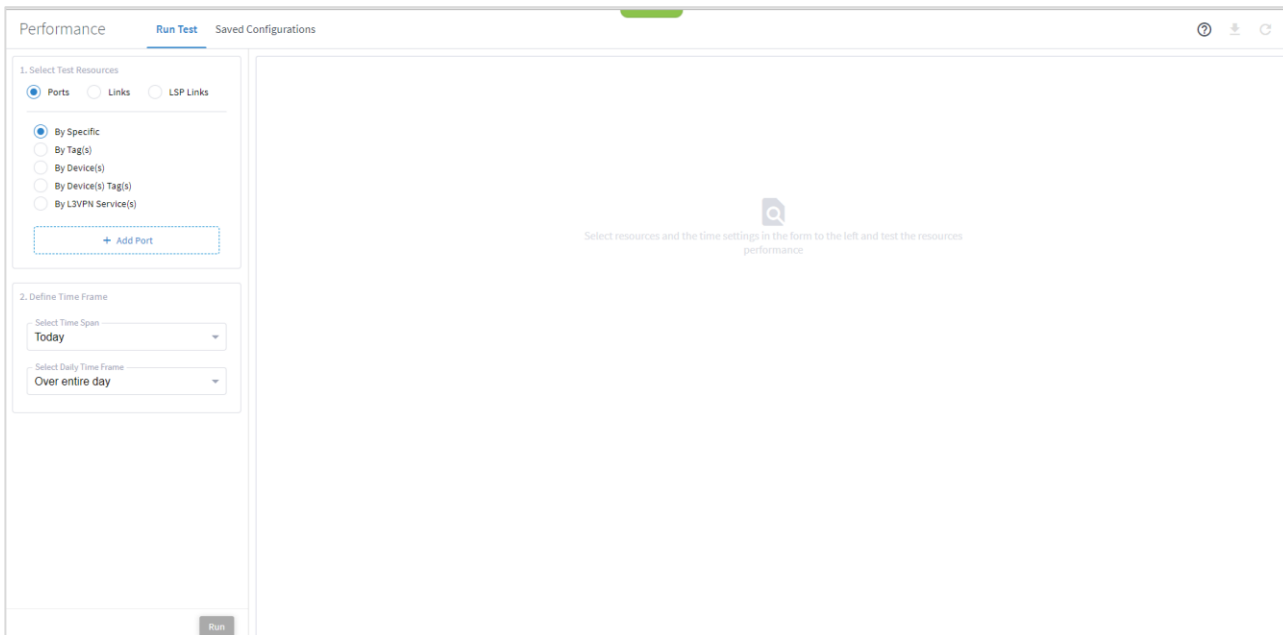 Performance
Run Test
Saved Configurations
1. Select Test Resources
Ports
Links
LSP Links
By Specific
By Tag(s)
By Device(s)
By Device(s) Tag(s)
By L3VPN Service(s)
+ Add Port
2. Define Time Frame
Select Time Span
Today
Select Daily Time Frame
Over entire day
Run
Select resources and the time settings in the form to the left and test the resources
performance